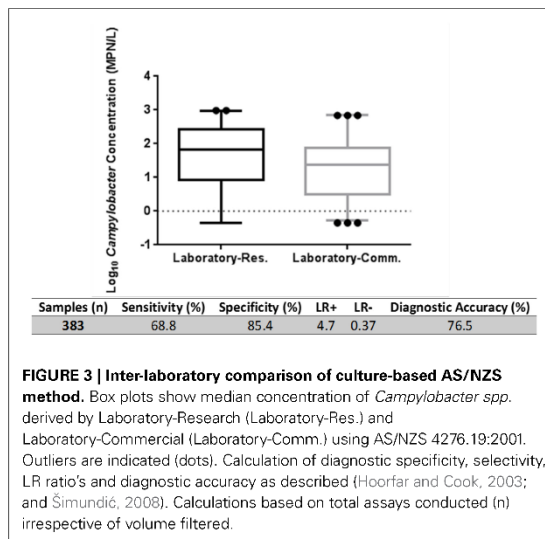 Log₁₀ Campylobacter Concentration (MPN/L)
4
3
2
1
0
-1
Laboratory-Res. Laboratory-Comm.
Samples (n) Sensitivity (%) Specificity (%) LR+ LR- Diagnostic Accuracy (%)
383 68.8 85.4 4.7 0.37 76.5
FIGURE 3 | Inter-laboratory comparison of culture-based AS/NZS
method. Box plots show median concentration of Campylobacter spp.
derived by Laboratory-Research (Laboratory-Res.) and
Laboratory-Commercial (Laboratory-Comm.) using AS/NZS 4276.19:2001.
Outliers are indicated (dots). Calculation of diagnostic specificity, selectivity,
LR ratio's and diagnostic accuracy as described (Hoorfar and Cook, 2003;
and Šimundić, 2008). Calculations based on total assays conducted (n)
irrespective of volume filtered.